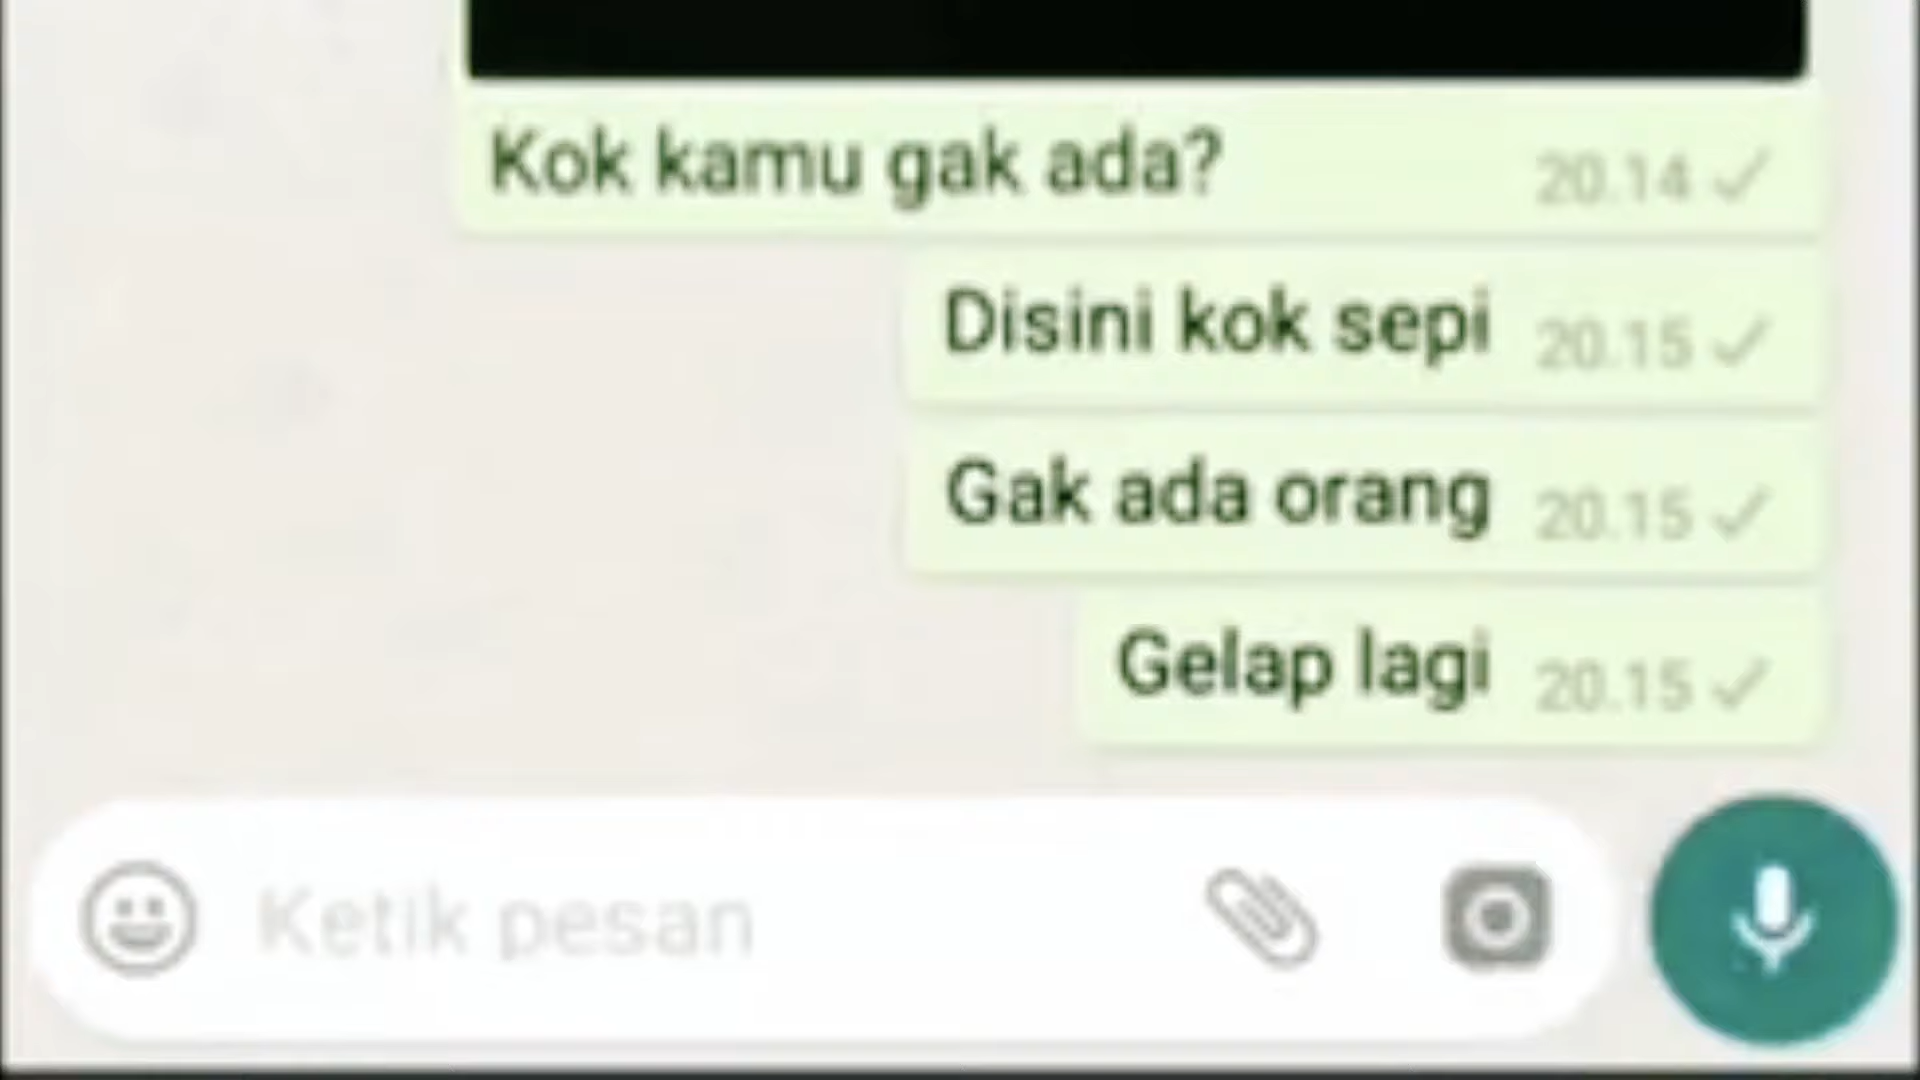 Kok kamu gak ada? 20.14
Disini kok sepi 20.15
Gak ada orang 20.15
Gelap lagi 20.15
Ketik pesan